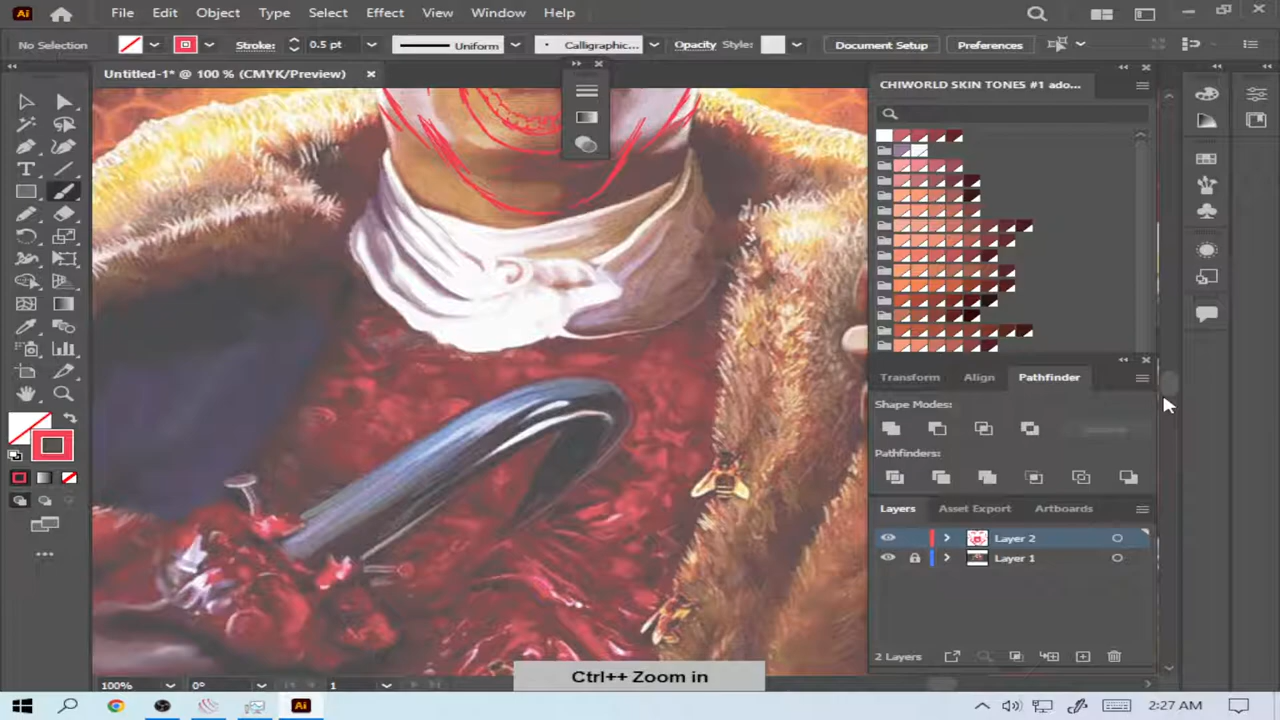 Ai File Edit Object Type Select Effect View Window Help
No Selection Stroke: 0.5 pt Uniform Calligraphic... Opacity Style: Document Setup Preferences
Untitled-1* @ 100 % (CMYK/Preview)
CHIWORLD SKIN TONES #1 ado...
Transform Align Pathfinder
Shape Modes:
Pathfinders:
Layers Asset Export Artboards
Layer 2
Layer 1
2 Layers
Ctrl++ Zoom in
100% 0° 1
Ai 2:27 AM